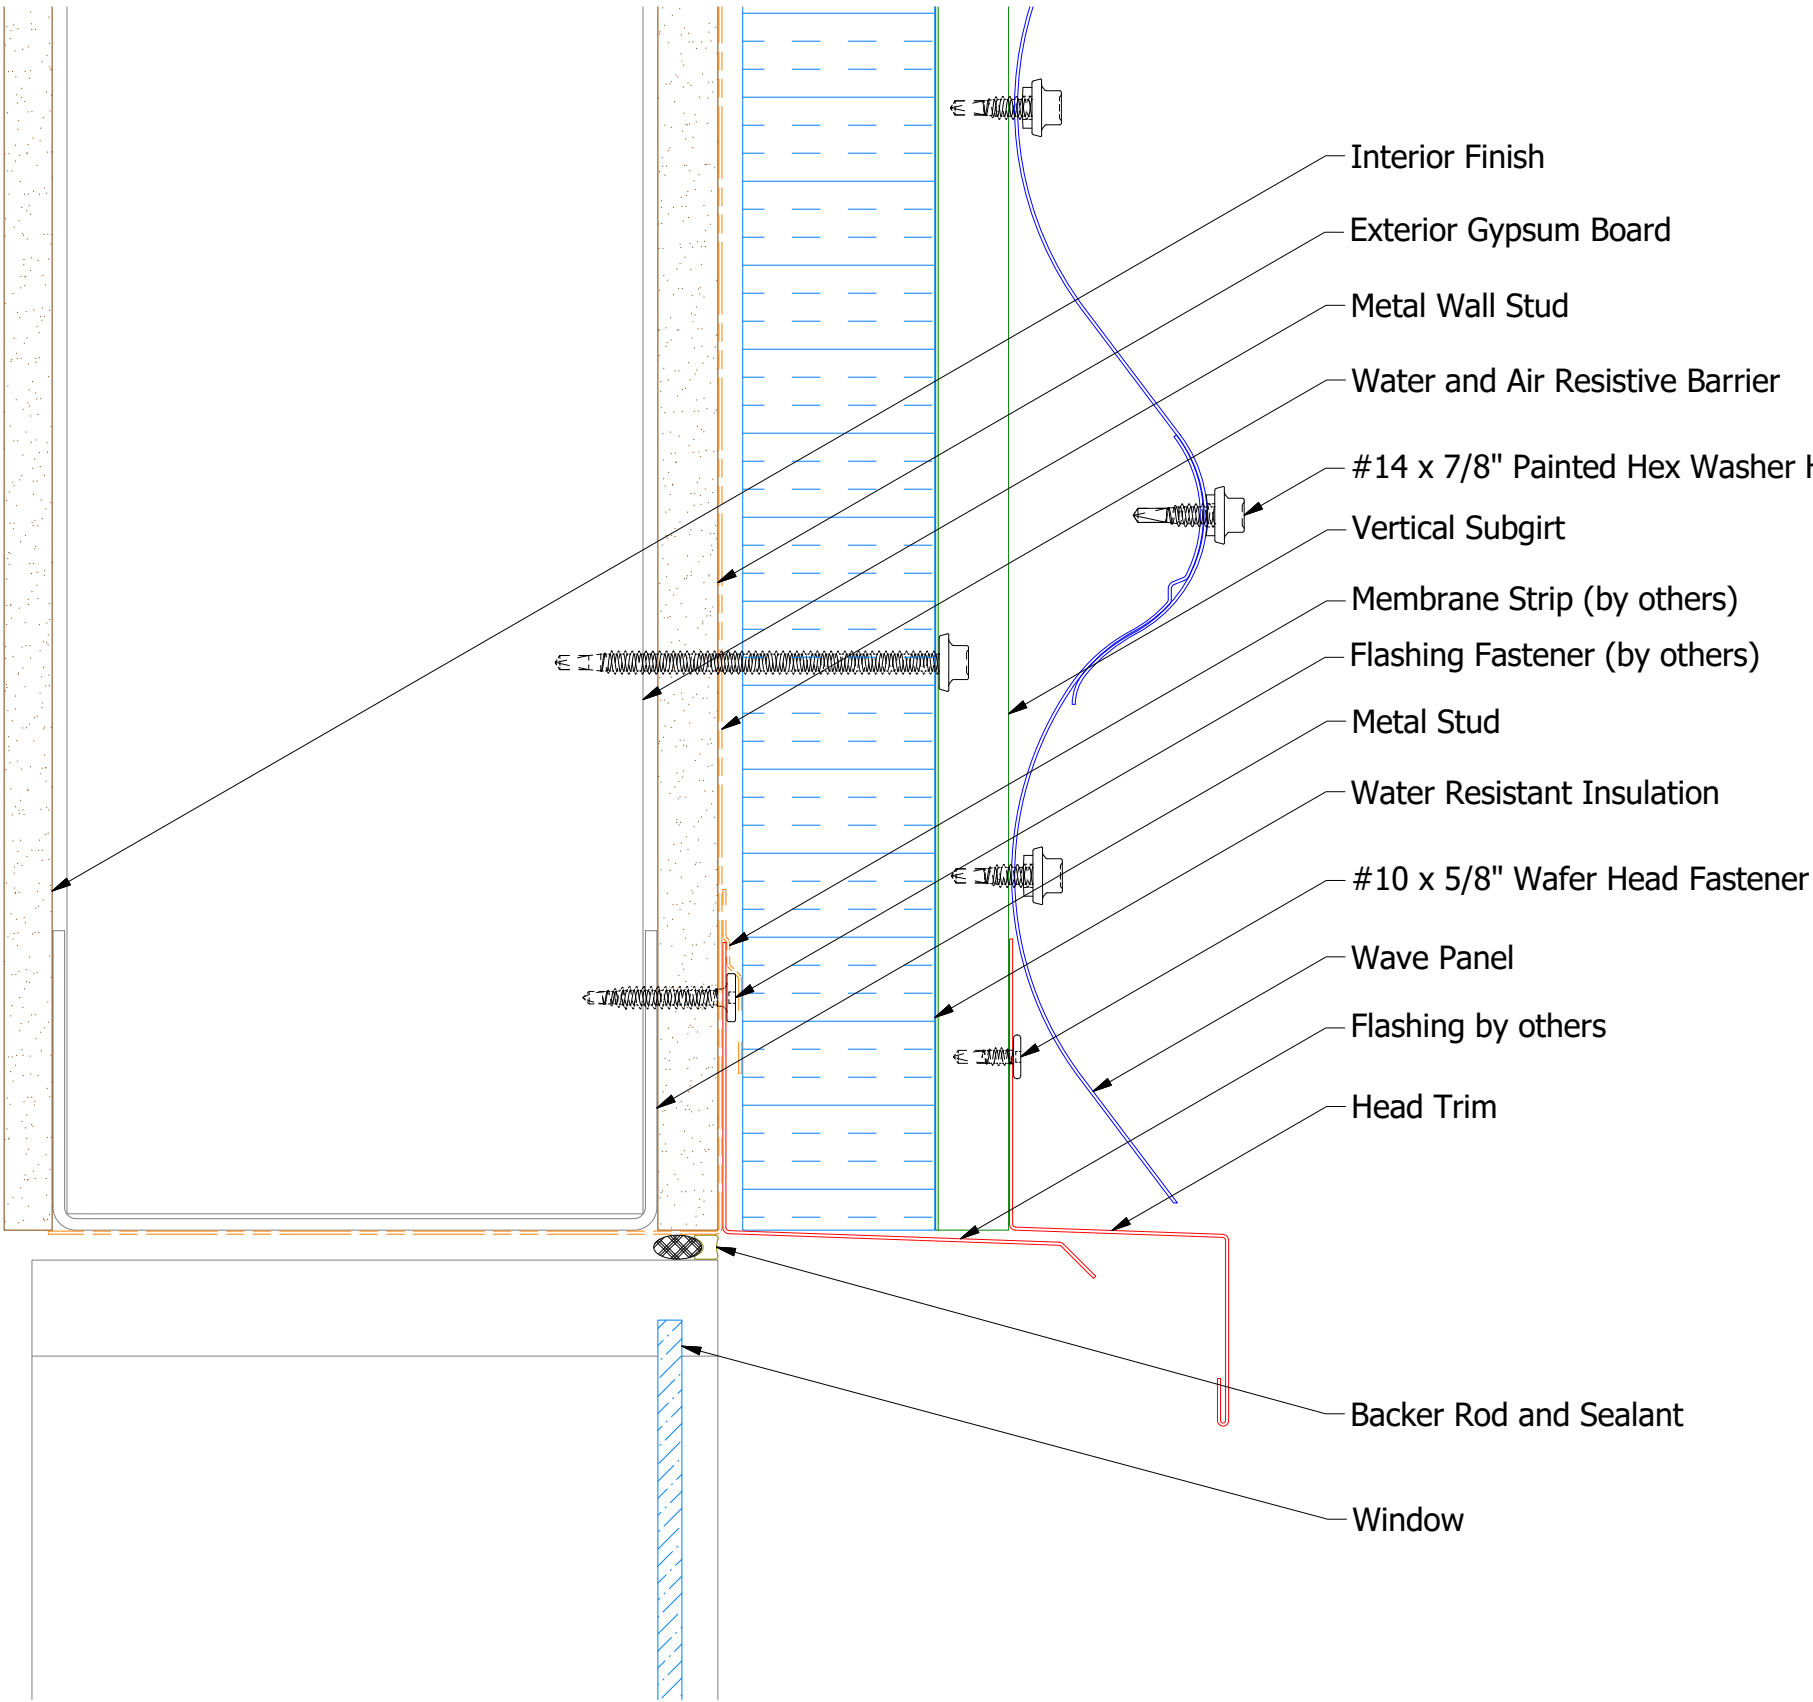 Interior Finish
Exterior Gypsum Board
Metal Wall Stud
Water and Air Resistive Barrier
#14 x 7/8" Painted Hex Washer
Vertical Subgirt
Membrane Strip (by others)
Flashing Fastener (by others)
Metal Stud
Water Resistant Insulation
#10 x 5/8" Wafer Head Fastener
Wave Panel
Flashing by others
Head Trim
Backer Rod and Sealant
Window